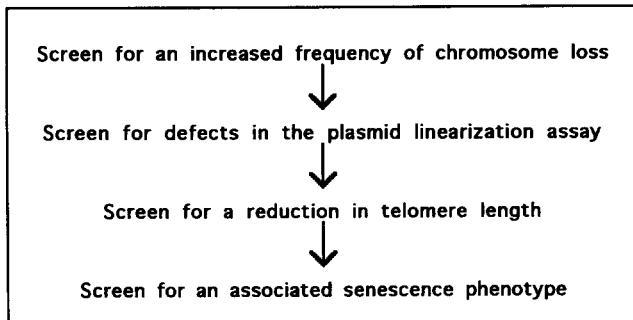 Screen for an increased frequency of chromosome loss
Screen for defects in the plasmid linearization assay
Screen for a reduction in telomere length
Screen for an associated senescence phenotype